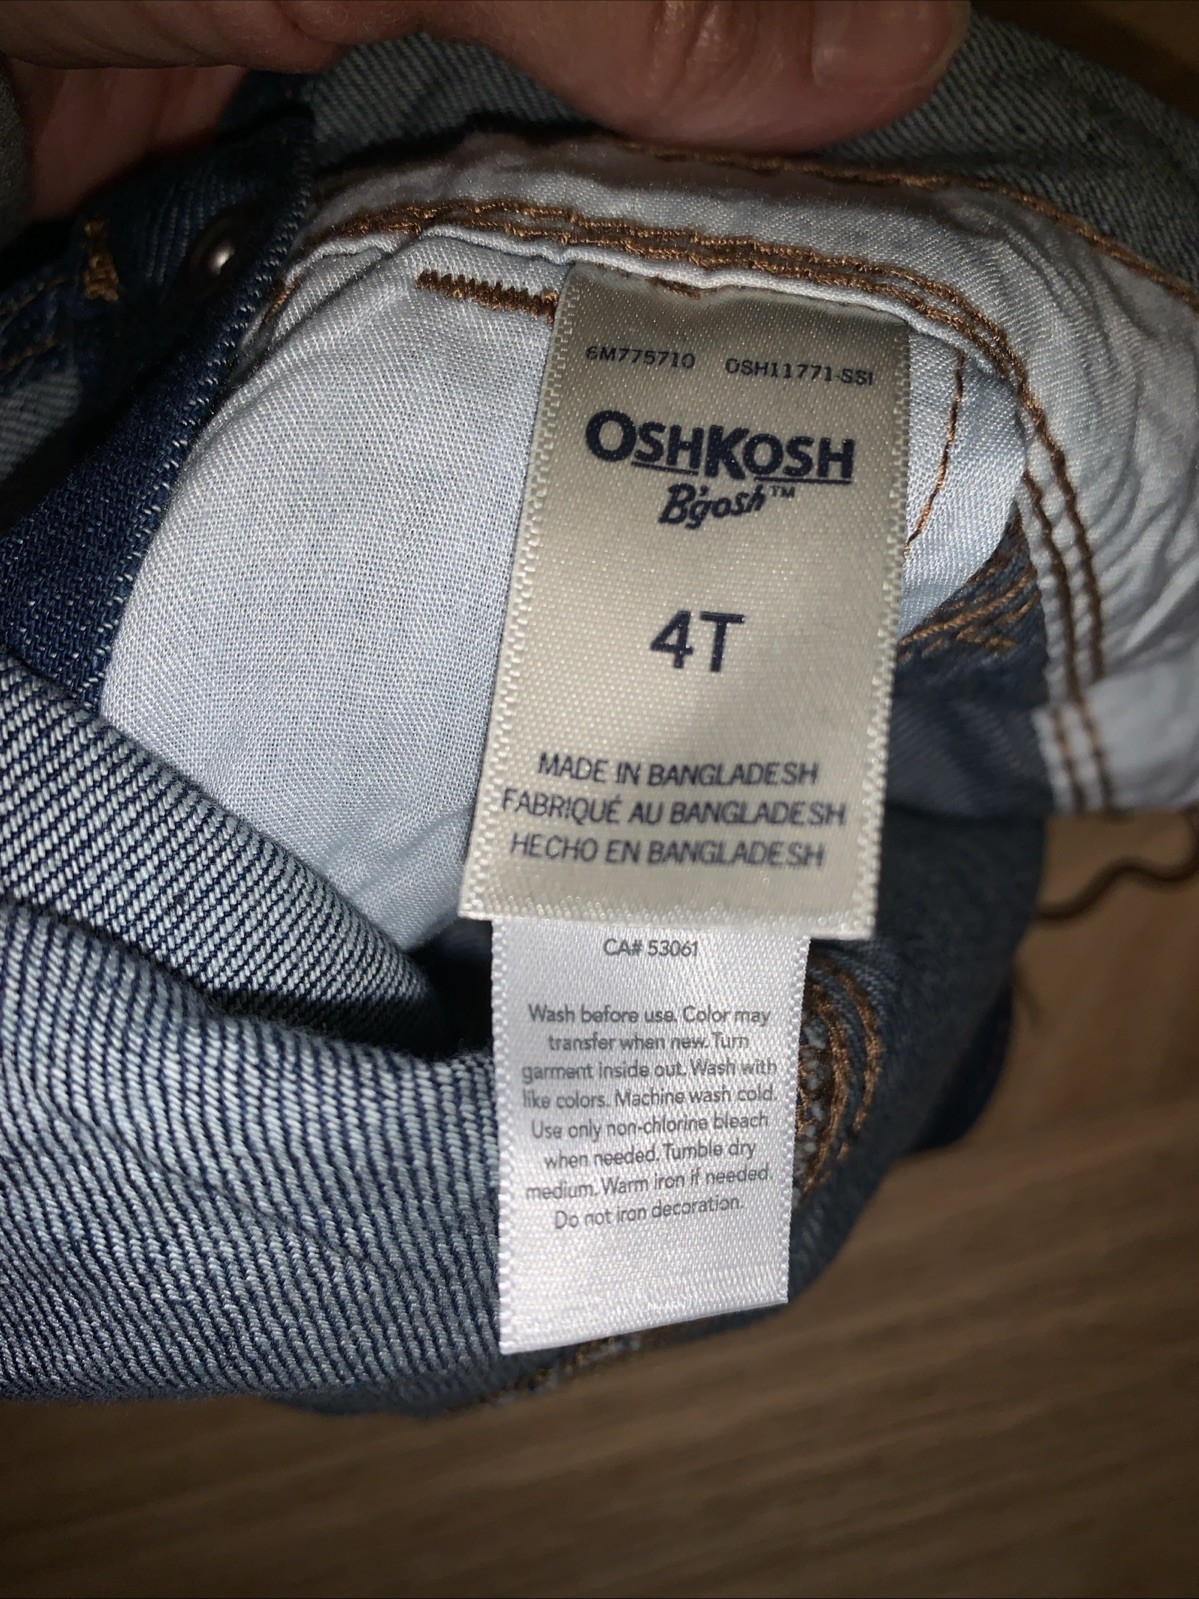 6M775710 OSH11771-SSI
OSHKOSH
B'gosh™
4T
MADE IN BANGLADESH
FABRIQUÉ AU BANGLADESH
HECHO EN BANGLADESH
CA# 53061
Wash before use. Color may
transfer when new. Turn
garment inside out. Wash with
like colors. Machine wash cold.
Use only non-chlorine bleach
when needed. Tumble dry
medium. Warm iron if needed.
Do not iron decoration.